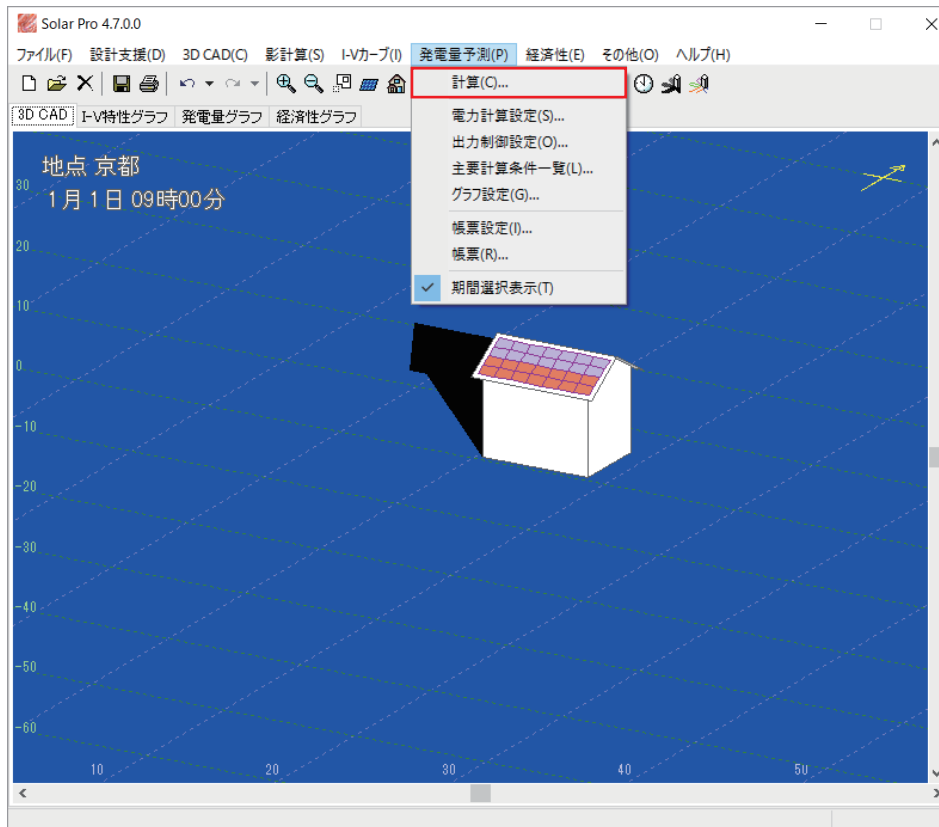 Solar Pro 4.7.0.0
ファイル(F) 設計支援(D) 3D CAD(C) 影計算(S) I-Vカーブ(I) 発電量予測(P) 経済性(E) その他(O) ヘルプ(H)
計算(C)...
電力計算設定(S)...
出力制御設定(O)...
主要計算条件一覧(L)...
グラフ設定(G)...
帳票設定(I)...
帳票(R)...
期間選択表示(T)
3D CAD I-V特性グラフ 発電量グラフ 経済性グラフ
地点 京都
1月1日 09時00分
30
20
10
0
-10
-20
-30
-40
-50
-60
10 20 30 40 50